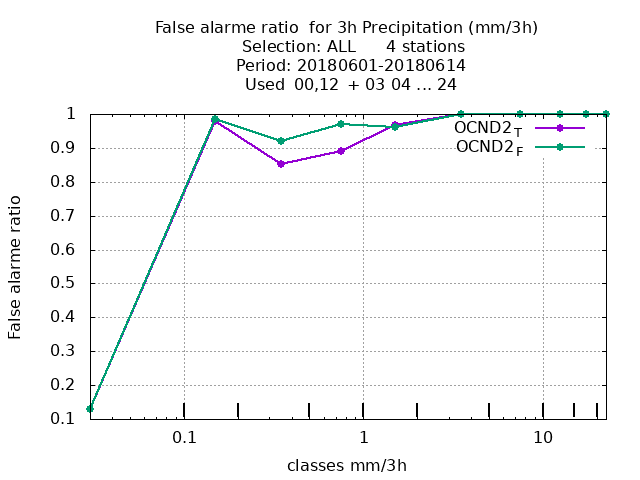 False alarme ratio  for 3h Precipitation (mm/3h)
Selection: ALL      4 stations
Period: 20180601-20180614
Used  00,12  + 03 04 ... 24
1
OCND2T
0.9
OCND2F
0.8
0.7
0.6
0.5
0.4
0.3
0.2
0.1
False alarme ratio
0.1
1
10
classes mm/3h